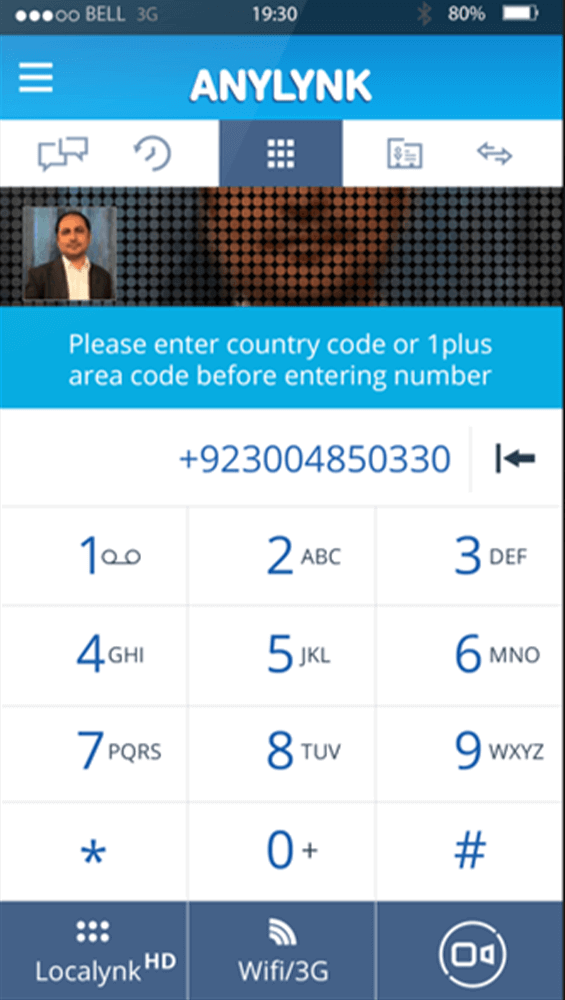 BELL 3G 19:30 80%
ANYLYNK
Please enter country code or 1plus
area code before entering number
+923004850330
1 2 ABC 3 DEF
4 GHI 5 JKL 6 MNO
7 PQRS 8 TUV 9 WXYZ
* 0 + #
Localynk HD Wifi/3G